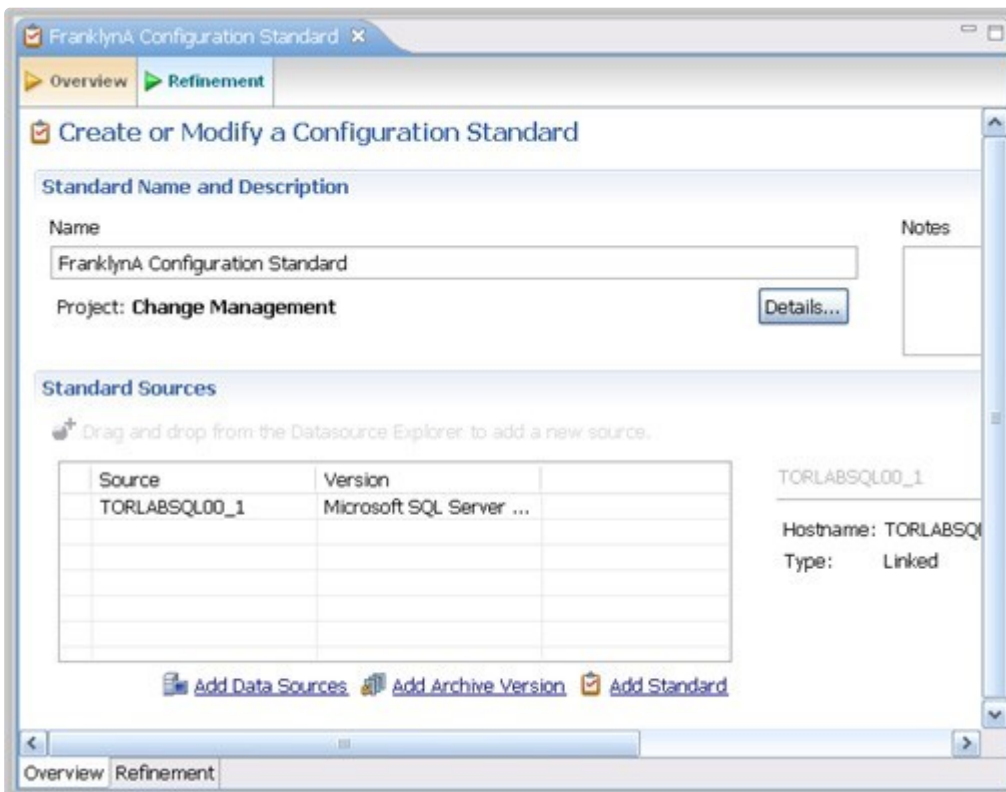 FranklynA Configuration Standard
Overview Refinement
Create or Modify a Configuration Standard
Standard Name and Description
Name Notes
FranklynA Configuration Standard
Project: Change Management Details...
Standard Sources
Drag and drop from the Datasource Explorer to add a new source.
Source Version
TORLABSQL00_1 Microsoft SQL Server ...
TORLABSQL00_1
Hostname: TORLABSQ
Type: Linked
Add Data Sources Add Archive Version Add Standard
Overview Refinement